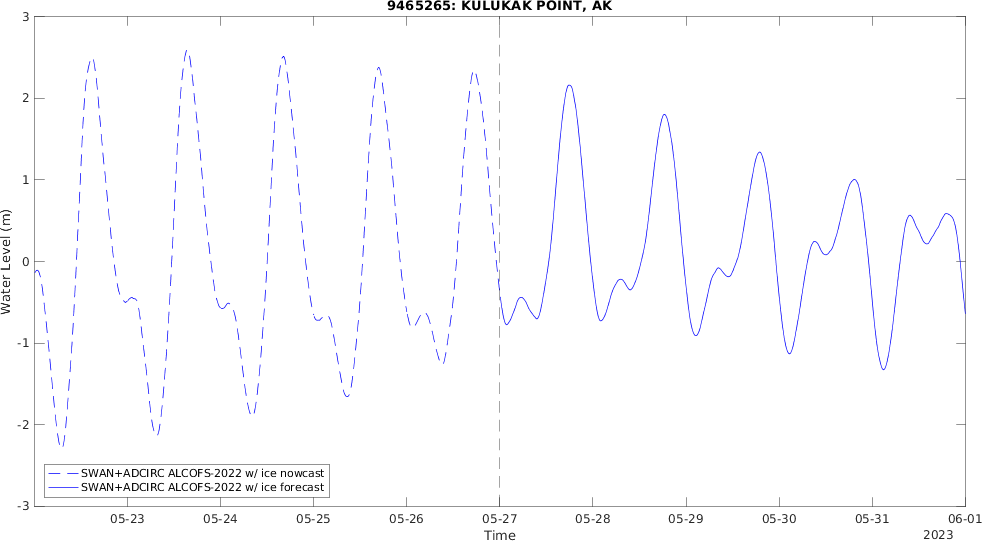 9465265: KULUKAK POINT, AK
3
2
1
0
-1
-2
-3
Water Level (m)
SWAN+ADCIRC ALCOFS-2022 w/ ice nowcast
SWAN+ADCIRC ALCOFS-2022 w/ ice forecast
05-23 05-24 05-25 05-26 05-27 05-28 05-29 05-30 05-31 06-01
Time
2023